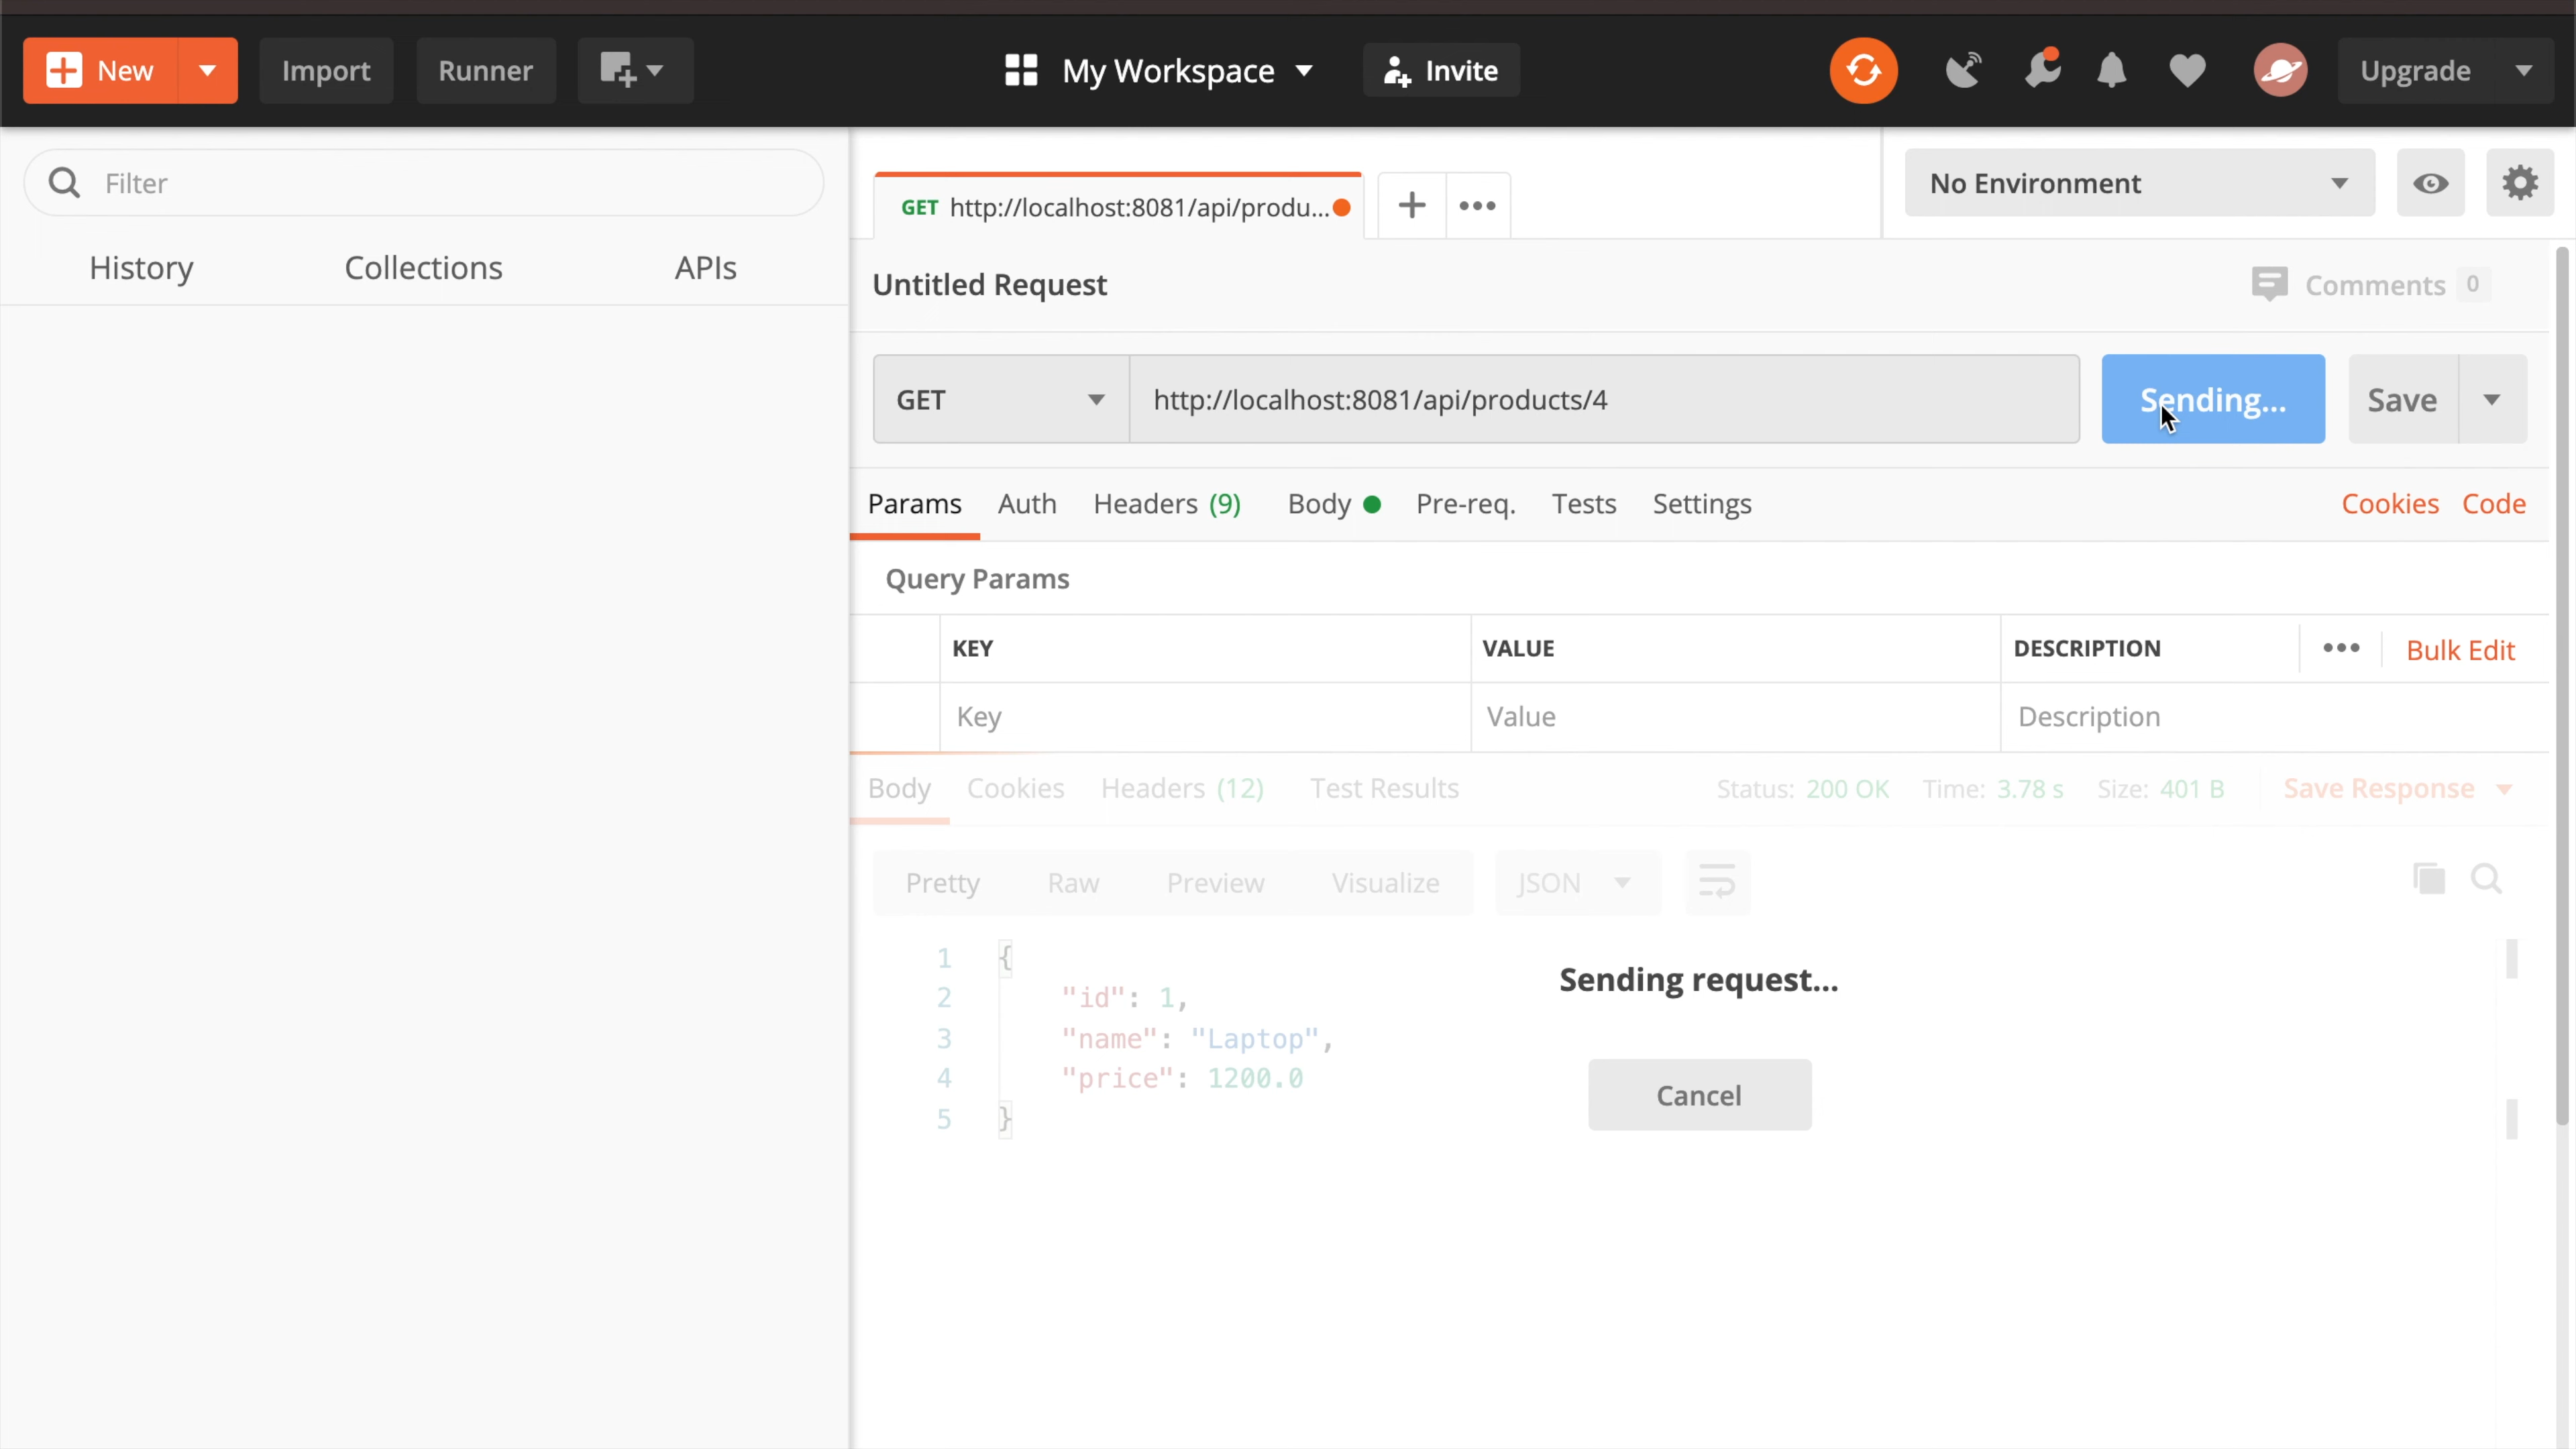 New
Import
Runner
My Workspace
Invite
Upgrade
Filter
History
Collections
APIs
GET http://localhost:8081/api/produ...
No Environment
Untitled Request
Comments 0
GET
http://localhost:8081/api/products/4
Sending...
Save
Params
Auth
Headers (9)
Body
Pre-req.
Tests
Settings
Cookies
Code
Query Params
KEY
VALUE
DESCRIPTION
Bulk Edit
Key
Value
Description
Body
Cookies
Headers (12)
Test Results
Status: 200 OK
Time: 3.78 s
Size: 401 B
Save Response
Pretty
Raw
Preview
Visualize
JSON
1 {
2 "id": 1,
3 "name": "Laptop",
4 "price": 1200.0
5 }
Sending request...
Cancel